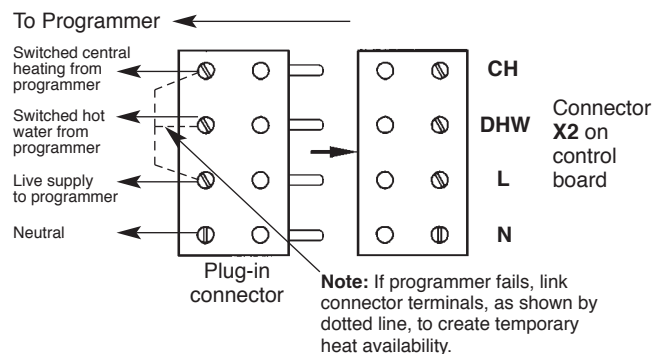 To Programmer
Switched central
heating from
programmer
Switched hot
water from
programmer
Live supply
to programmer
Neutral
Plug-in
connector
CH
DHW
L
N
Connector
X2 on
control
board
Note: If programmer fails, link
connector terminals, as shown by
dotted line, to create temporary
heat availability.